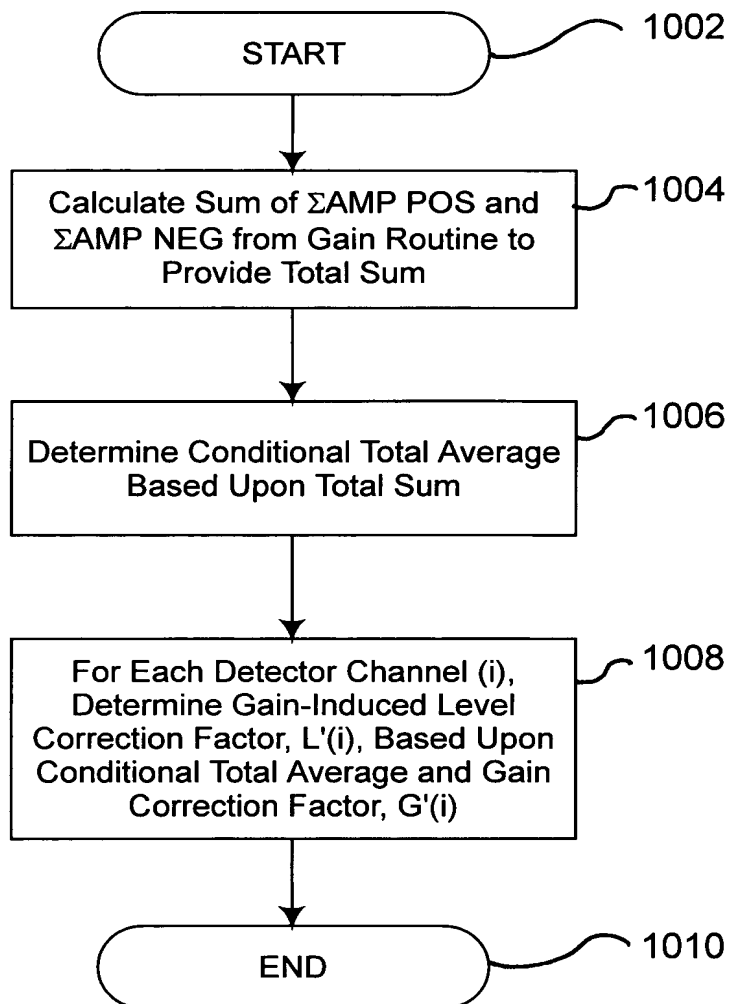 START
1002
Calculate Sum of ΣAMP POS and
ΣAMP NEG from Gain Routine to
Provide Total Sum
1004
Determine Conditional Total Average
Based Upon Total Sum
1006
For Each Detector Channel (i),
Determine Gain-Induced Level
Correction Factor, L'(i), Based Upon
Conditional Total Average and Gain
Correction Factor, G'(i)
1008
END
1010